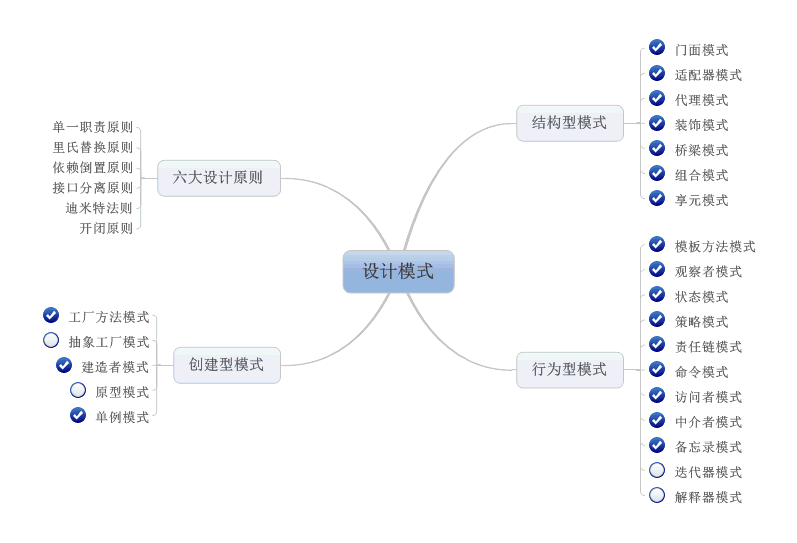 设计模式
六大设计原则
单一职责原则
里氏替换原则
依赖倒置原则
接口分离原则
迪米特法则
开闭原则
创建型模式
工厂方法模式
抽象工厂模式
建造者模式
原型模式
单例模式
结构型模式
门面模式
适配器模式
代理模式
装饰模式
桥梁模式
组合模式
享元模式
行为型模式
模板方法模式
观察者模式
状态模式
策略模式
责任链模式
命令模式
访问者模式
中介者模式
备忘录模式
迭代器模式
解释器模式